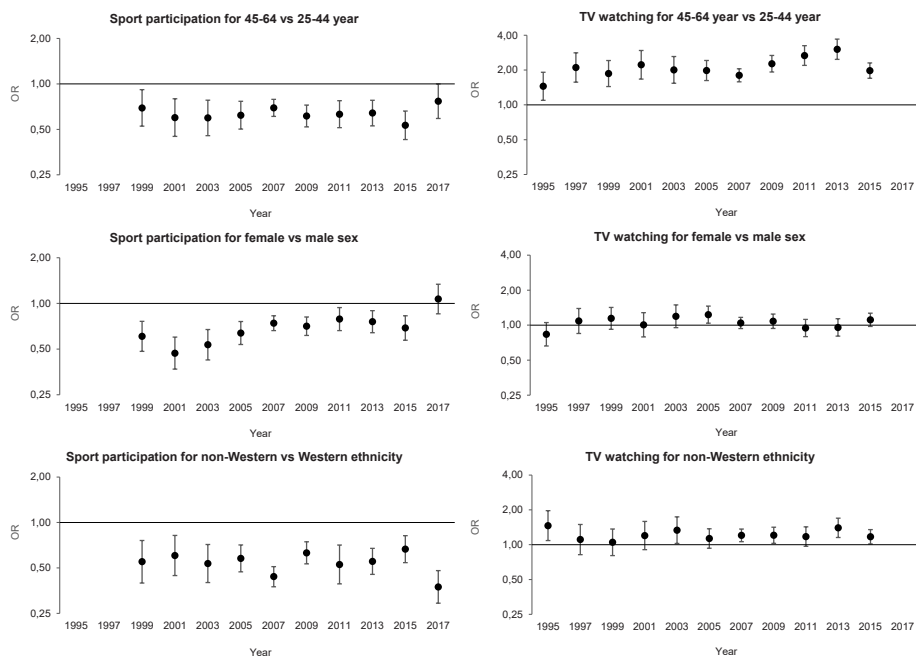 Sport participation for 45-64 vs 25-44 year
2,00
1,00
0,50
0,25
OR
1995 1997 1999 2001 2003 2005 2007 2009 2011 2013 2015 2017
Year
TV watching for 45-64 year vs 25-44 year
4,00
2,00
1,00
0,50
0,25
OR
1995 1997 1999 2001 2003 2005 2007 2009 2011 2013 2015 2017
Year
Sport participation for female vs male sex
2,00
1,00
0,50
0,25
OR
1995 1997 1999 2001 2003 2005 2007 2009 2011 2013 2015 2017
Year
TV watching for female vs male sex
4,00
2,00
1,00
0,50
0,25
OR
1995 1997 1999 2001 2003 2005 2007 2009 2011 2013 2015 2017
Year
Sport participation for non-Western vs Western ethnicity
2,00
1,00
0,50
0,25
OR
1995 1997 1999 2001 2003 2005 2007 2009 2011 2013 2015 2017
Year
TV watching for non-Western ethnicity
4,00
2,00
1,00
0,50
0,25
OR
1995 1997 1999 2001 2003 2005 2007 2009 2011 2013 2015 2017
Year